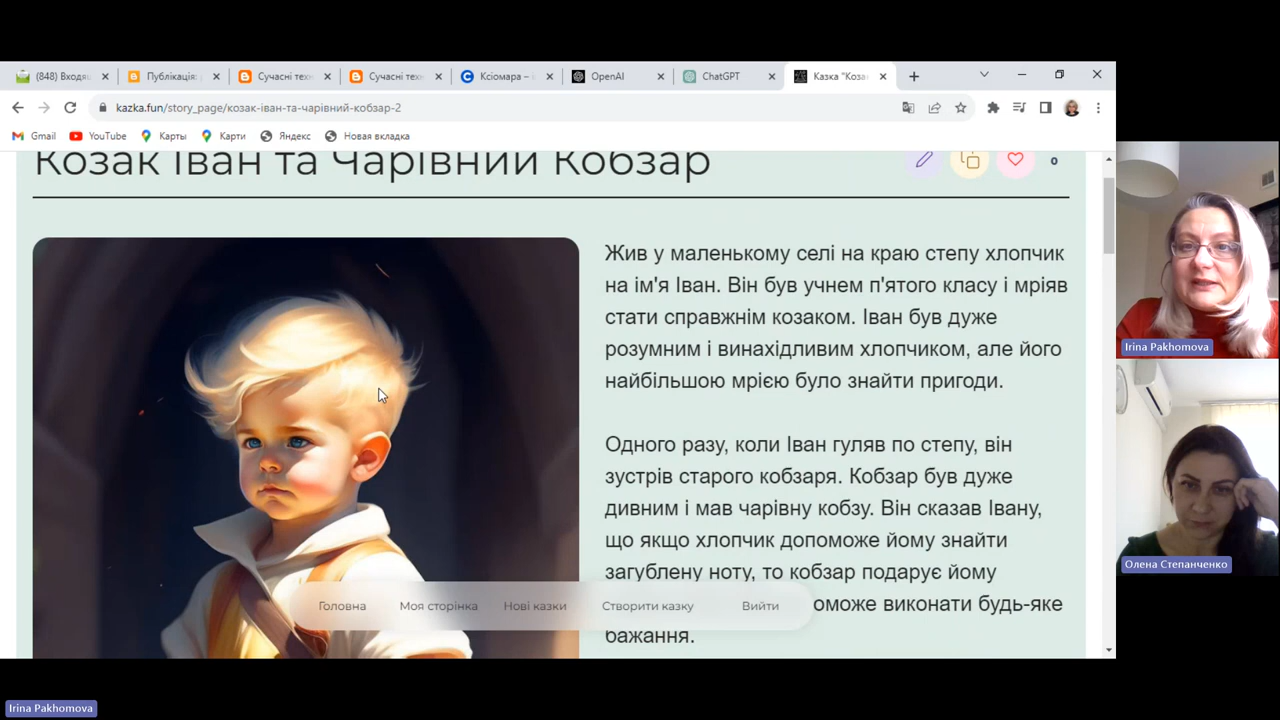 (848) Входящ
Публікація:
Сучасні техн
Сучасні техн
Ксіомара –
OpenAI
ChatGPT
Казка "Коза
kazka.fun/story_page/козак-іван-та-чарівний-кобзар-2
Gmail
YouTube
Карты
Карти
Яндекс
Новая вкладка
Козак Іван та Чарівний Кобзар
0
Жив у маленькому селі на краю степу хлопчик
на ім'я Іван. Він був учнем п'ятого класу і мріяв
стати справжнім козаком. Іван був дуже
розумним і винахідливим хлопчиком, але його
найбільшою мрією було знайти пригоди.
Одного разу, коли Іван гуляв по степу, він
зустрів старого кобзаря. Кобзар був дуже
дивним і мав чарівну кобзу. Він сказав Івану,
що якщо хлопчик допоможе йому знайти
загублену ноту, то кобзар подарує йому
оможе виконати будь-яке
бажання.
Головна
Моя сторінка
Нові казки
Створити казку
Вийти
Irina Pakhomova
Олена Степанченко
Irina Pakhomova